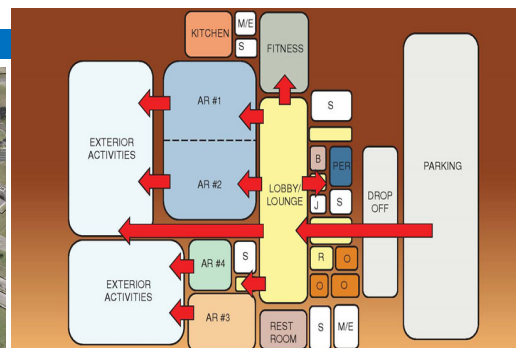 KITCHEN
M/E
S
FITNESS
AR #1
S
EXTERIOR
ACTIVITIES
B
PER
PARKING
AR #2
LOBBY/
LOUNGE
DROP
OFF
J
S
AR #4
S
R
O
EXTERIOR
ACTIVITIES
O
O
AR #3
REST
ROOM
S
M/E